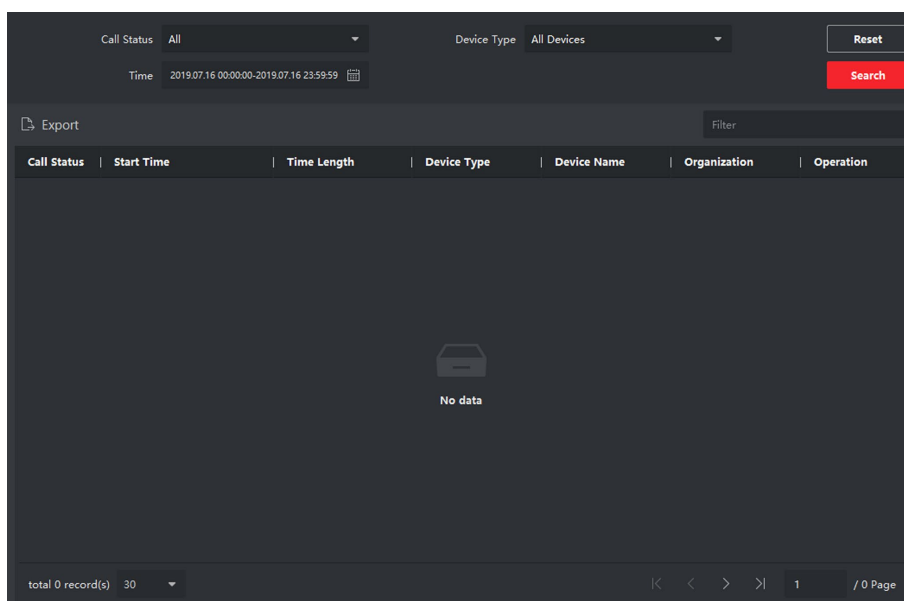 Call Status All Device Type All Devices Reset
Time 2019.07.16 00:00:00-2019.07.16 23:59:59 Search
Export Filter
Call Status | Start Time | Time Length | Device Type | Device Name | Organization | Operation
No data
total 0 record(s) 30 1 / 0 Page